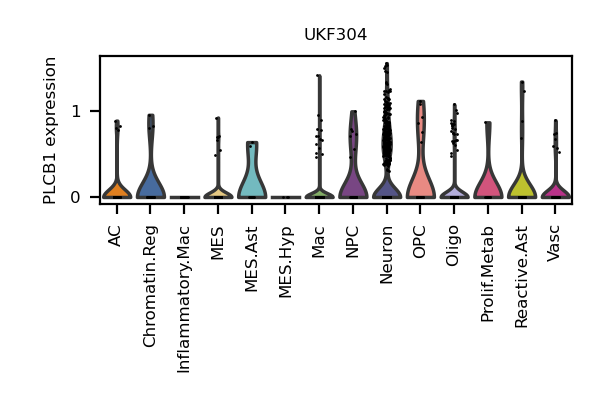 UKF304
PLCB1 expression
1
0
AC
Chromatin.Reg
Inflammatory.Mac
MES
MES.Ast
MES.Hyp
Mac
NPC
Neuron
OPC
Oligo
Prolif.Metab
Reactive.Ast
Vasc